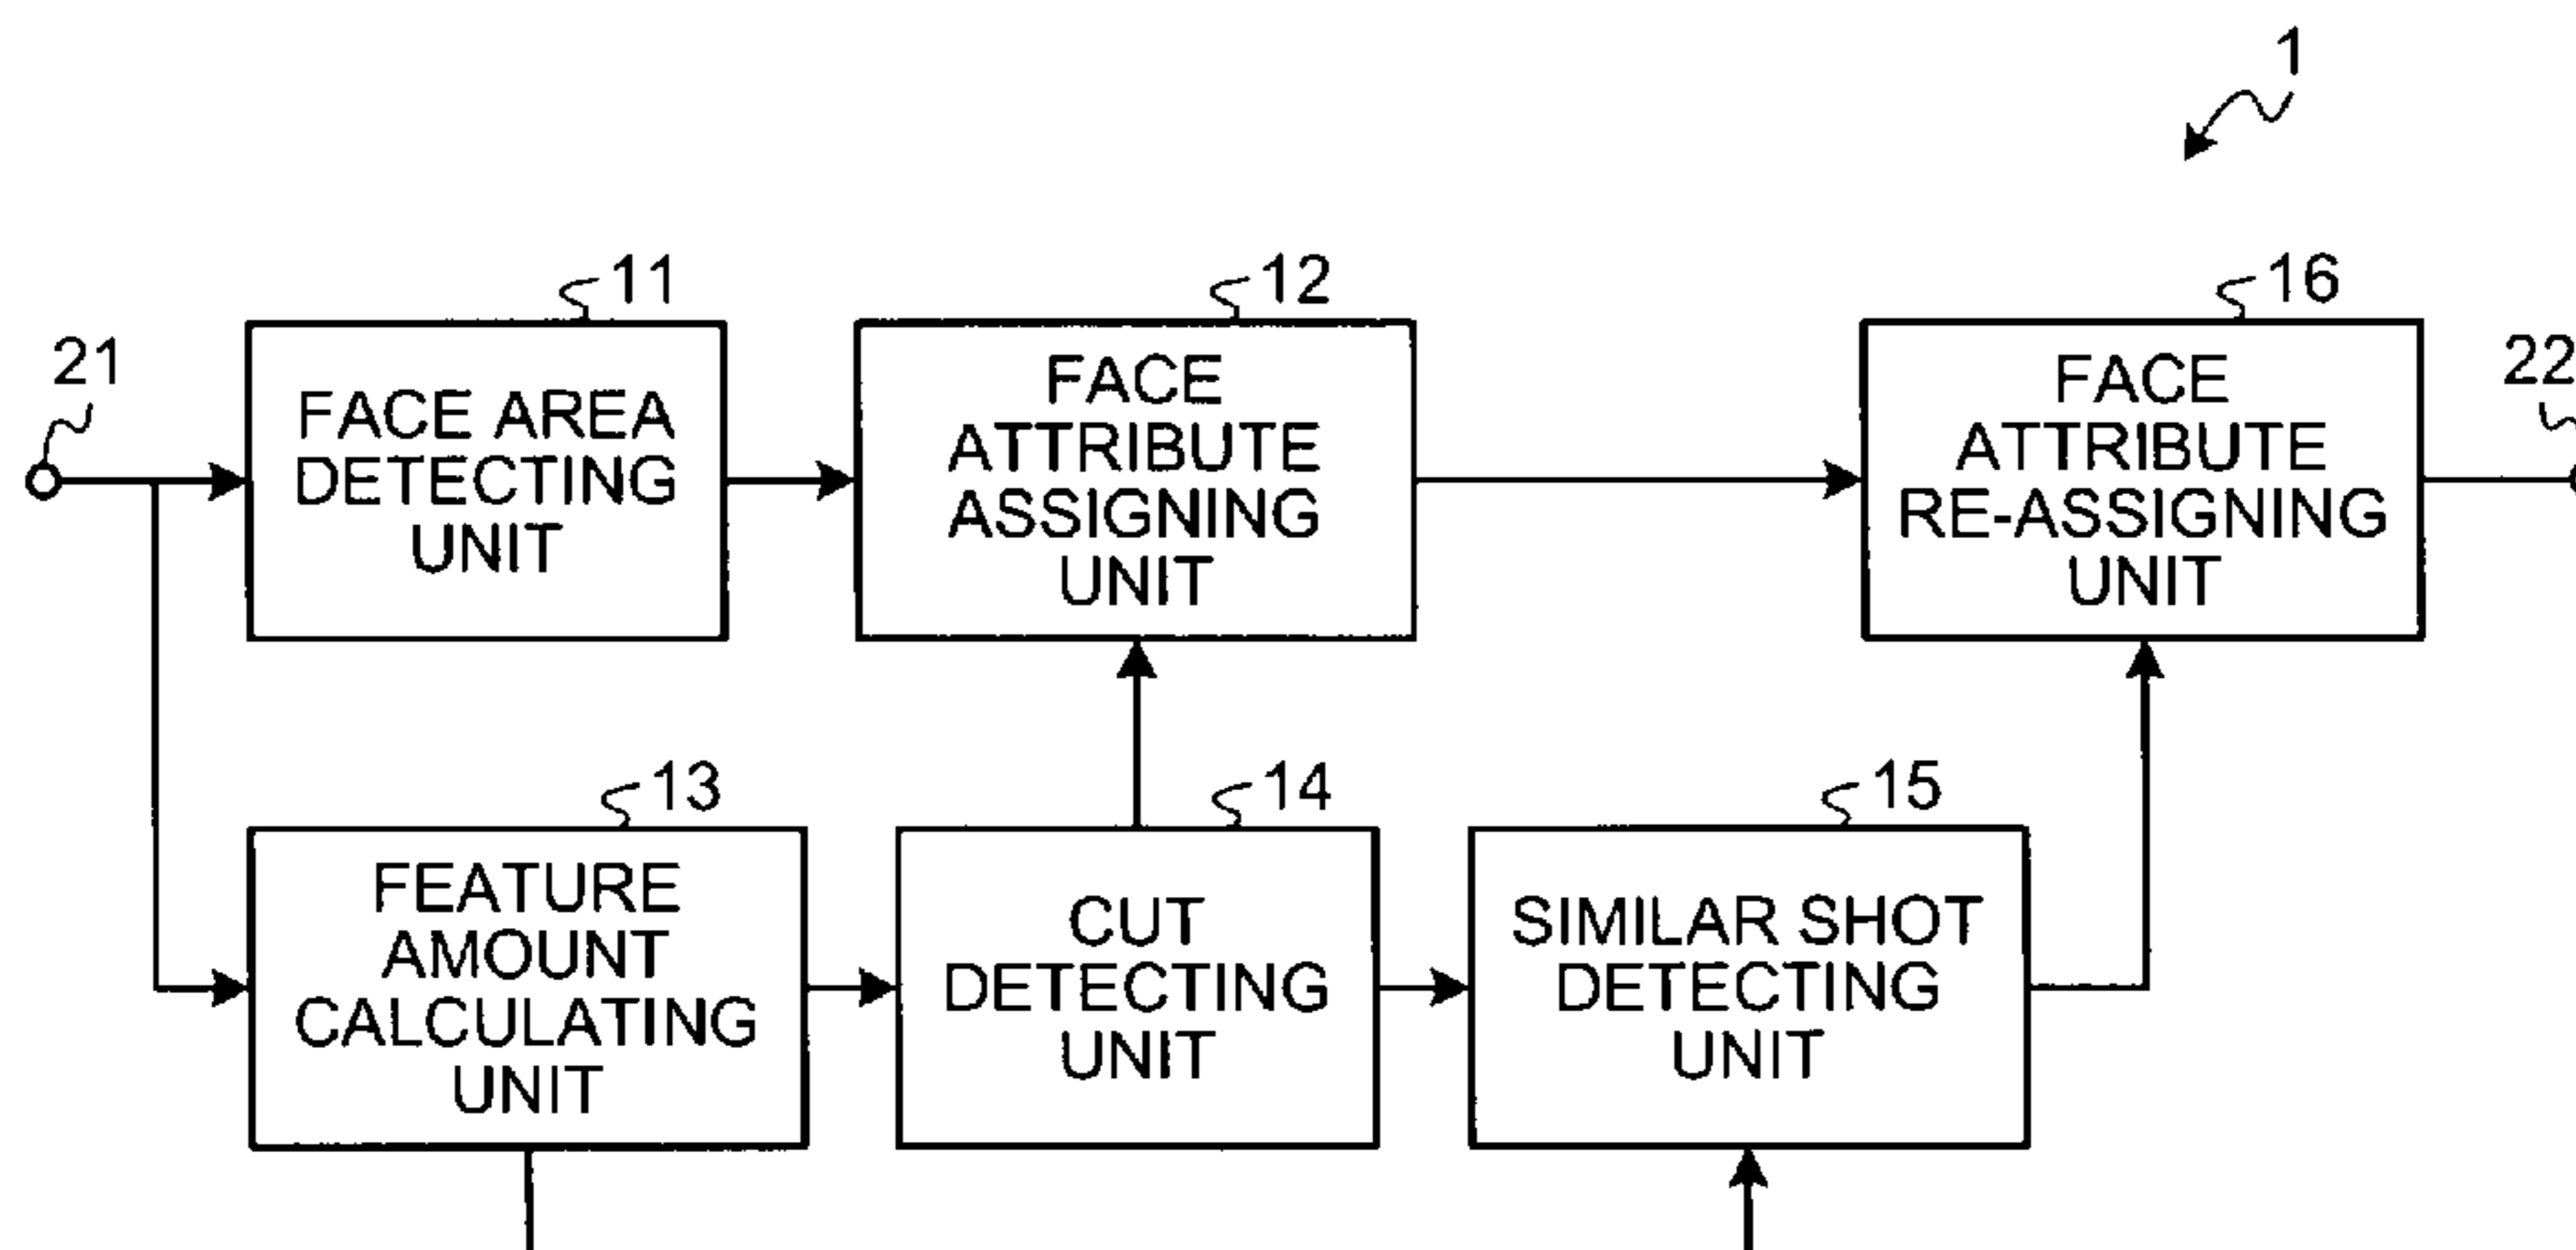 1
11
12
16
21
22
FACE AREA
DETECTING
UNIT
FACE
ATTRIBUTE
ASSIGNING
UNIT
FACE
ATTRIBUTE
RE-ASSIGNING
UNIT
13
14
15
FEATURE
AMOUNT
CALCULATING
UNIT
CUT
DETECTING
UNIT
SIMILAR SHOT
DETECTING
UNIT